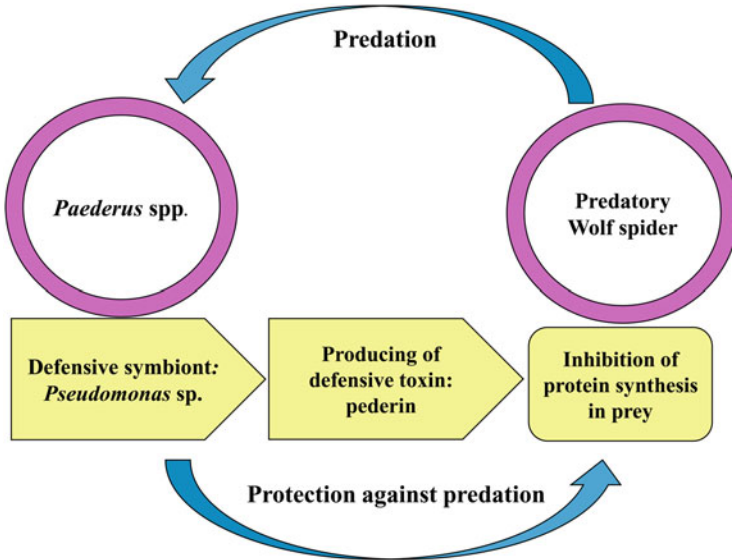 Predation
Paederus spp.
Predatory
Wolf spider
Defensive symbiont:
Pseudomonas sp.
Producing of
defensive toxin:
pederin
Inhibition of
protein synthesis
in prey
Protection against predation